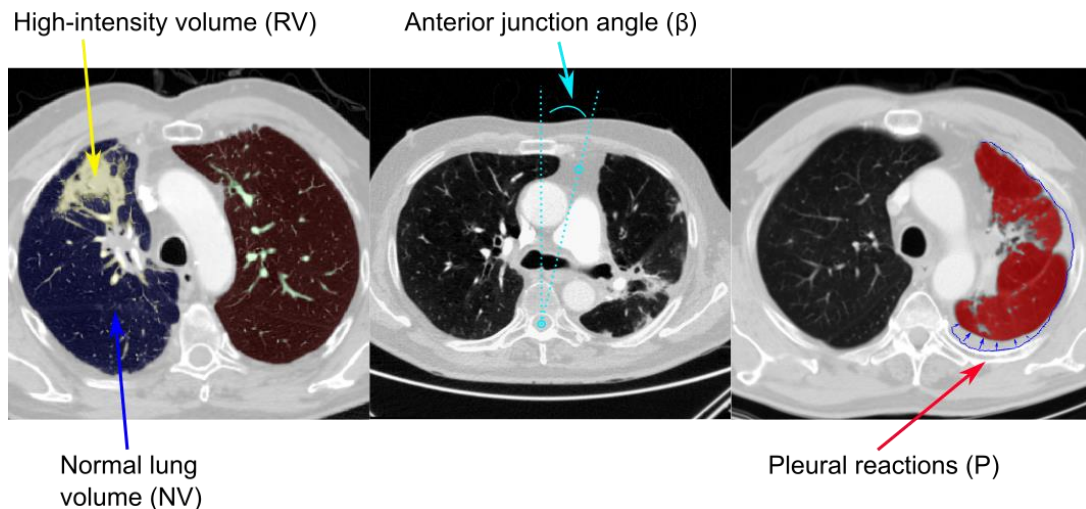 High-intensity volume (RV)
Anterior junction angle (β)
Normal lung
volume (NV)
Pleural reactions (P)